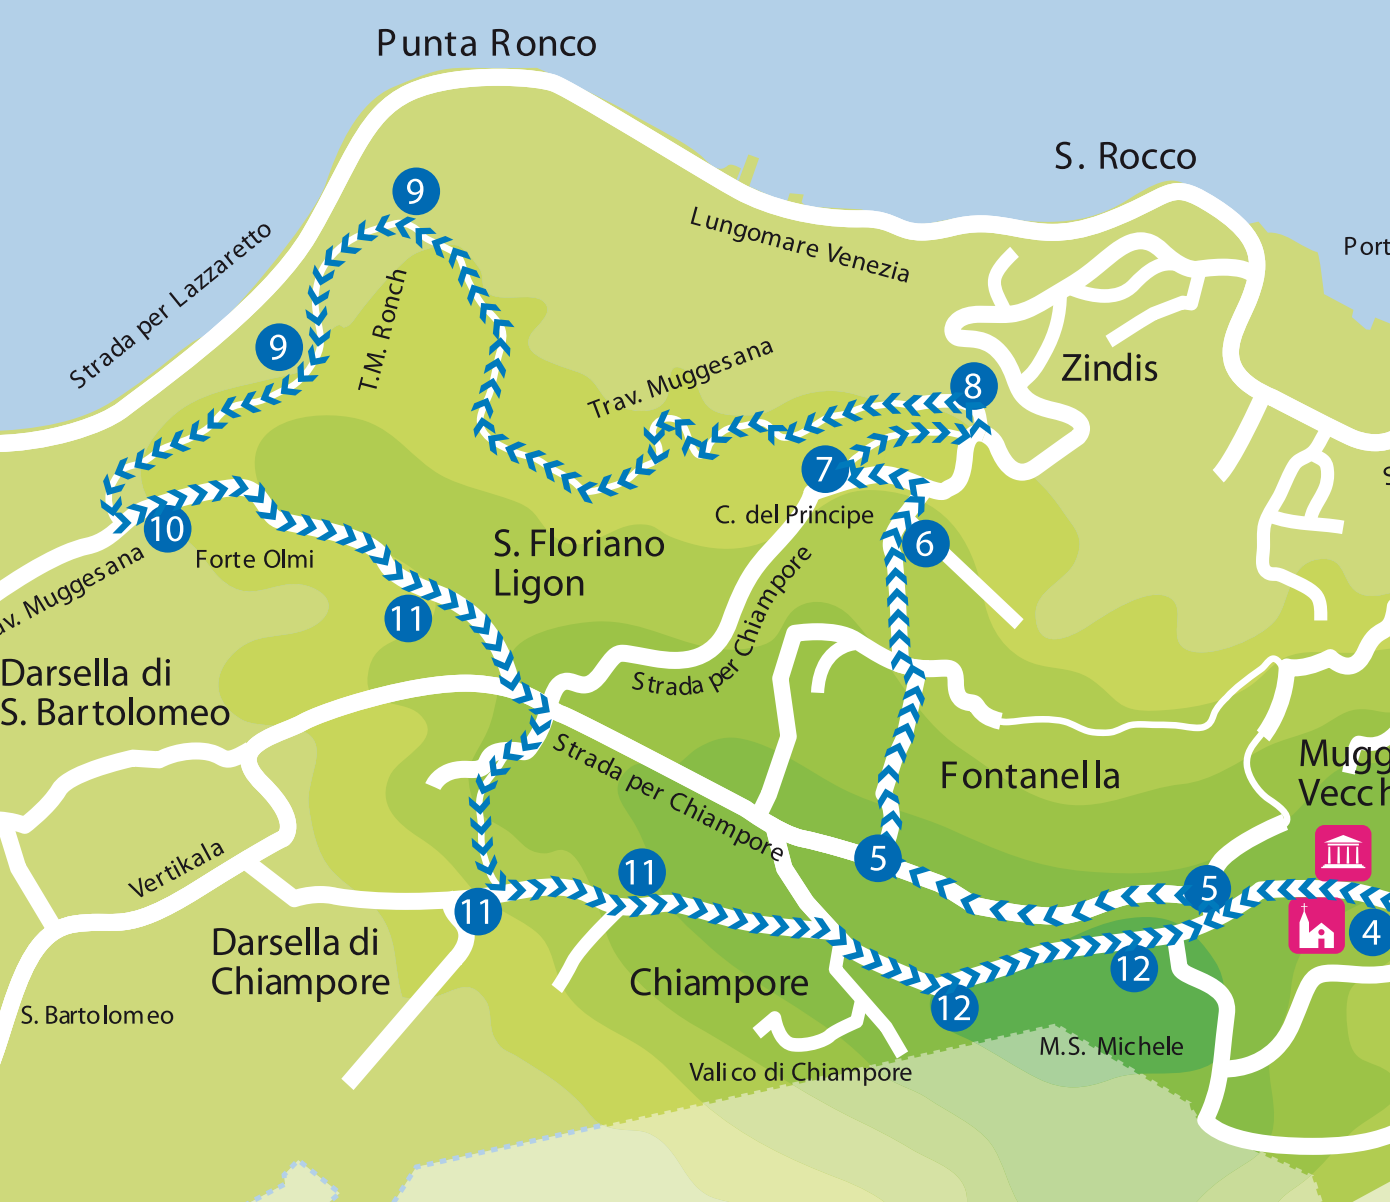 Punta Ronco
S. Rocco
Port
9
Strada per Lazzaretto
Lungomare Venezia
T.M. Ronch
9
Trav. Muggesana
Zindis
8
7
C. del Principe
S. Floriano
Ligon
6
10
Forte Olmi
av. Muggesana
11
Strada per Chiampore
Darsella di
S. Bartolomeo
Strada per Chiampore
Fontanella
Mugg
Vecch
Vertikala
5
11
5
11
4
Darsella di
Chiampore
Chiampore
12
12
S. Bartolomeo
M.S. Michele
Valico di Chiampore